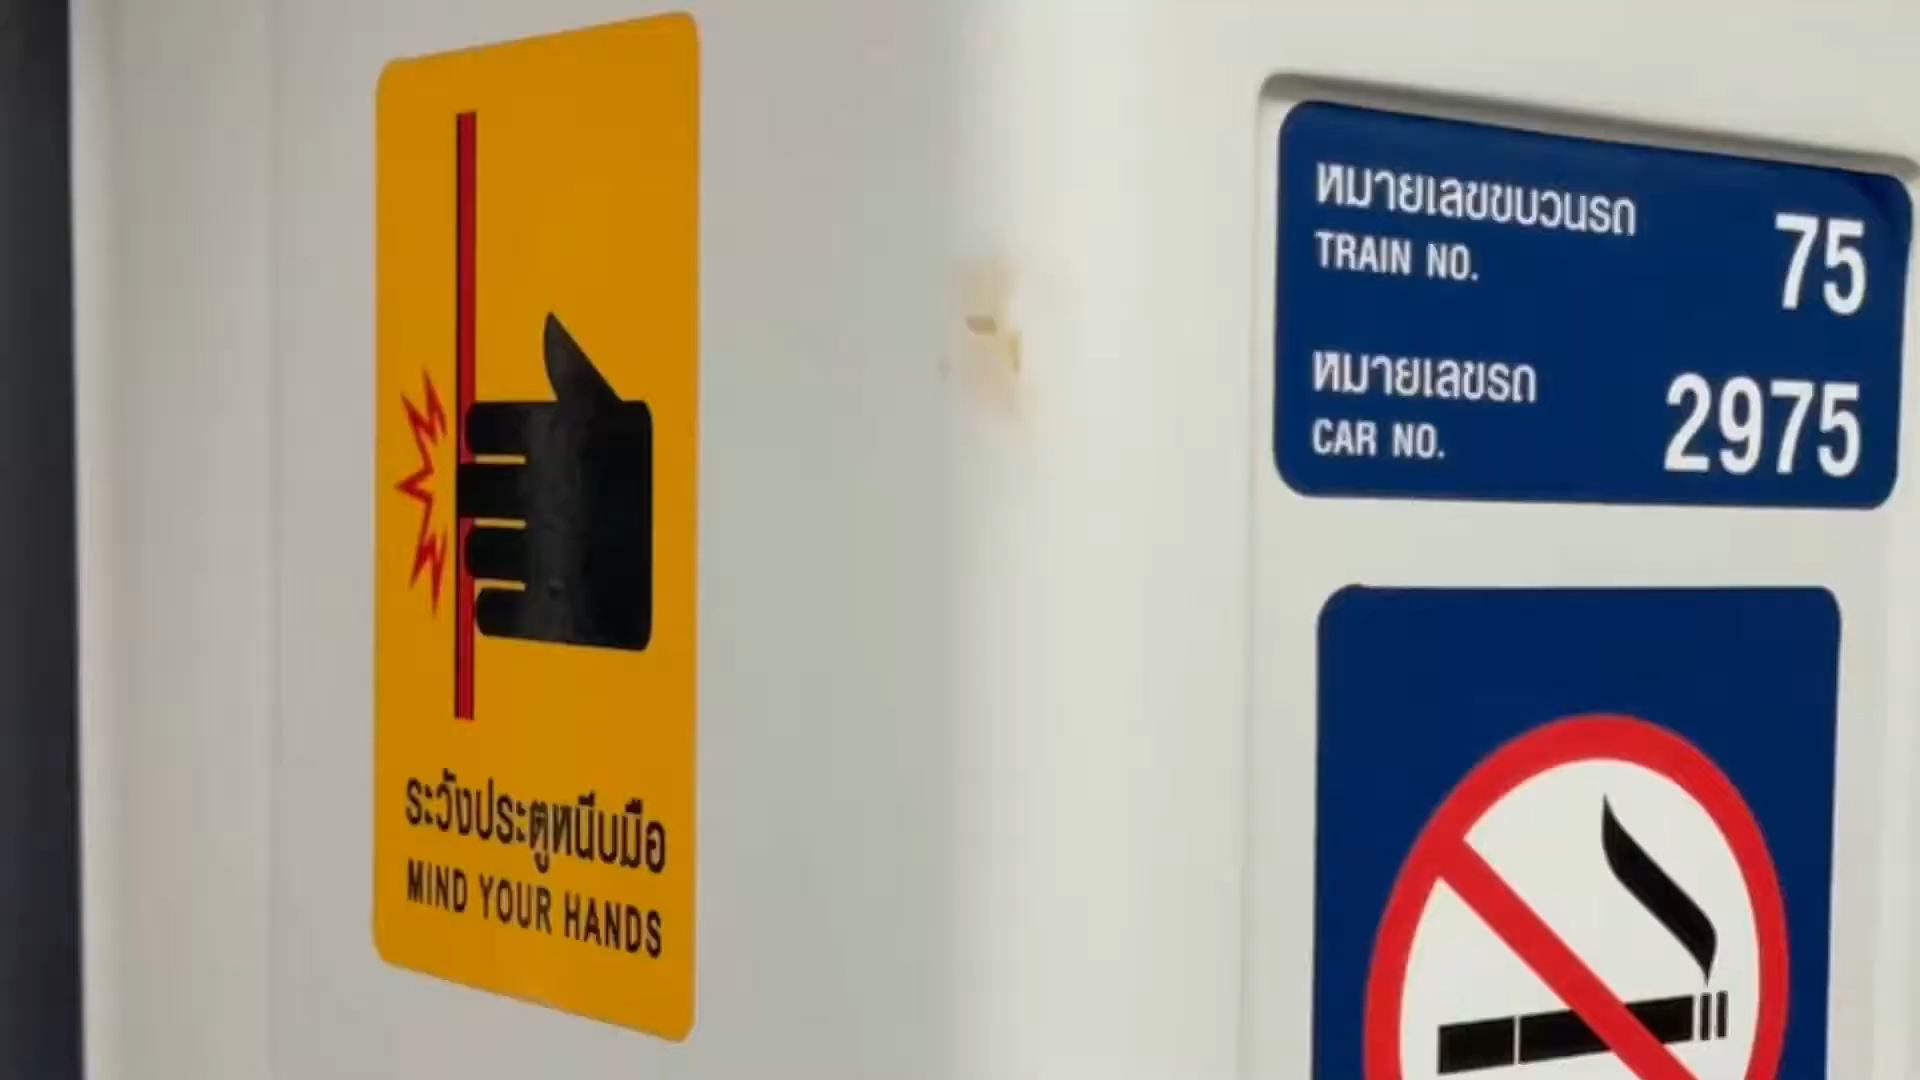 ระวังประตูหนีบมือ
MIND YOUR HANDS
หมายเลขขบวนรถ
TRAIN NO.
75
หมายเลขรถ
CAR NO.
2975